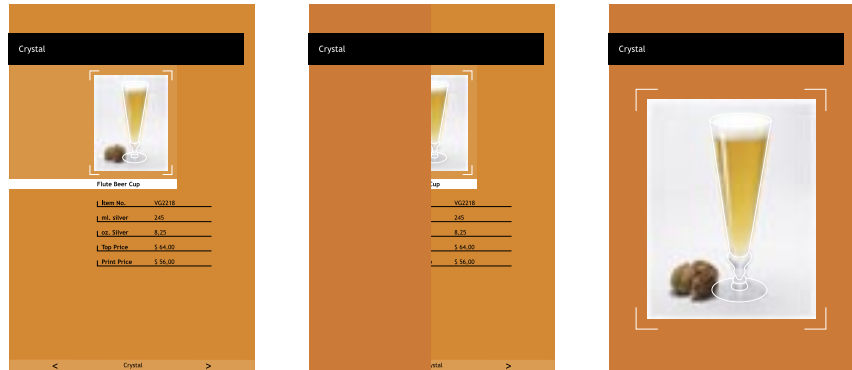 Crystal
Flute Beer Cup
Item No. VG2218
ml. silver 245
oz. Silver 8,25
Top Price $ 64,00
Print Price $ 56,00
< Crystal >
Crystal
Cup
VG2218
245
8,25
$ 64,00
$ 56,00
stal >
Crystal